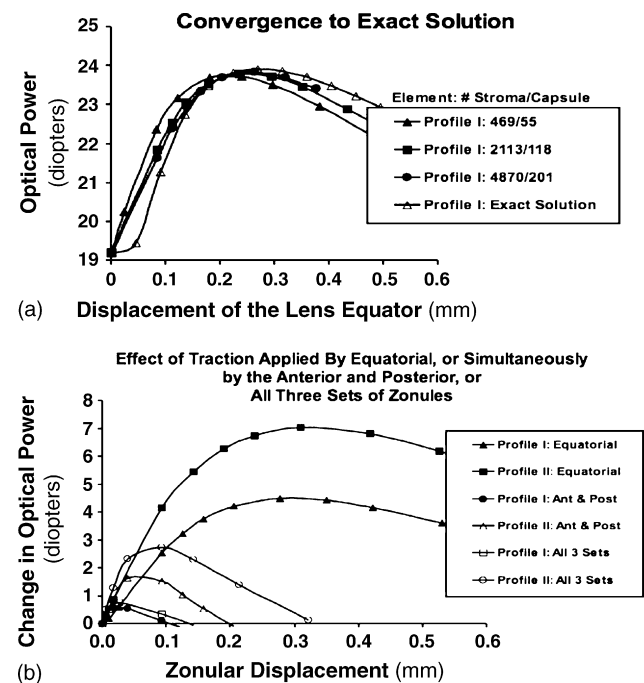 Convergence to Exact Solution
25
24
23
22
21
20
19
Optical Power
(diopters)
Element: # Stroma/Capsule
Profile I: 469/55
Profile I: 2113/118
Profile I: 4870/201
Profile I: Exact Solution
0 0.1 0.2 0.3 0.4 0.5 0.6
(a) Displacement of the Lens Equator (mm)
Effect of Traction Applied By Equatorial, or Simultaneously
by the Anterior and Posterior, or
All Three Sets of Zonules
8
7
6
5
4
3
2
1
0
Change in Optical Power
(diopters)
Profile I: Equatorial
Profile II: Equatorial
Profile I: Ant & Post
Profile II: Ant & Post
Profile I: All 3 Sets
Profile II: All 3 Sets
0.0 0.1 0.2 0.3 0.4 0.5 0.6
(b) Zonular Displacement (mm)